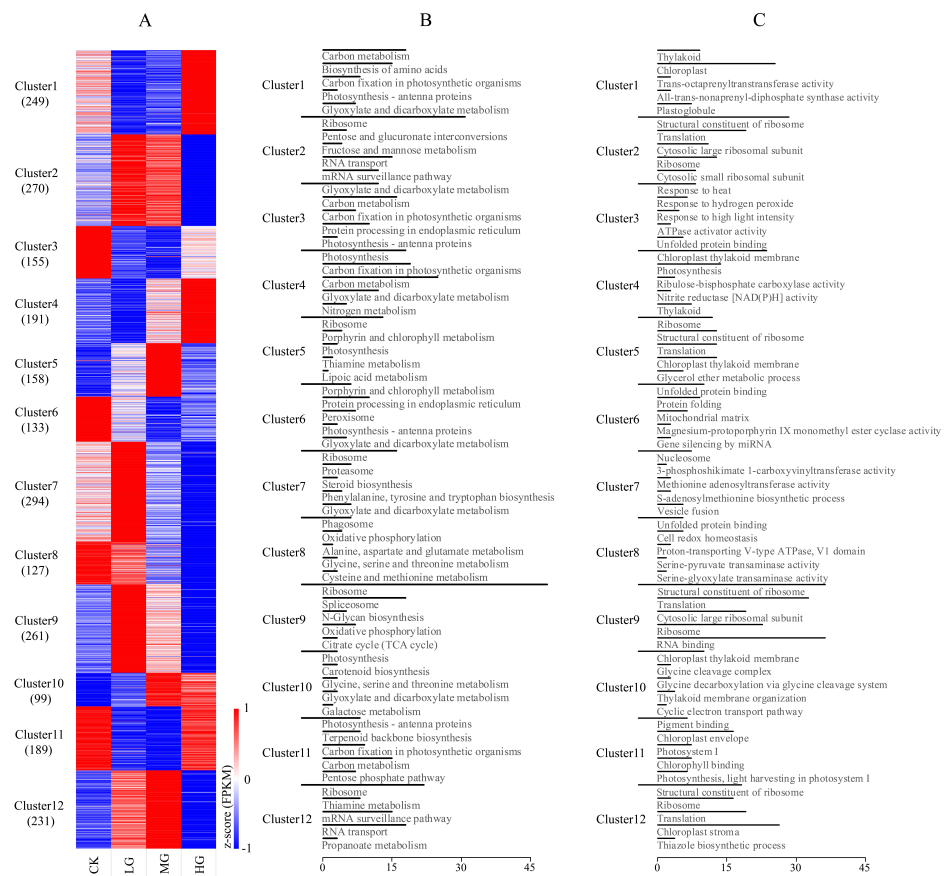 A
B
C
Cluster1
(249)
Cluster2
(270)
Cluster3
(155)
Cluster4
(191)
Cluster5
(158)
Cluster6
(133)
Cluster7
(294)
Cluster8
(127)
Cluster9
(261)
Cluster10
(99)
Cluster11
(189)
Cluster12
(231)
CK
LG
MG
HG
1
0
-1
z-score (FPKM)
Cluster1
Carbon metabolism
Biosynthesis of amino acids
Carbon fixation in photosynthetic organisms
Photosynthesis - antenna proteins
Glyoxylate and dicarboxylate metabolism
Cluster2
Ribosome
Pentose and glucuronate interconversions
Fructose and mannose metabolism
RNA transport
mRNA surveillance pathway
Cluster3
Glyoxylate and dicarboxylate metabolism
Carbon metabolism
Carbon fixation in photosynthetic organisms
Protein processing in endoplasmic reticulum
Photosynthesis - antenna proteins
Cluster4
Photosynthesis
Carbon fixation in photosynthetic organisms
Carbon metabolism
Glyoxylate and dicarboxylate metabolism
Nitrogen metabolism
Cluster5
Ribosome
Porphyrin and chlorophyll metabolism
Photosynthesis
Thiamine metabolism
Lipoic acid metabolism
Cluster6
Porphyrin and chlorophyll metabolism
Protein processing in endoplasmic reticulum
Peroxisome
Photosynthesis - antenna proteins
Glyoxylate and dicarboxylate metabolism
Cluster7
Ribosome
Proteasome
Steroid biosynthesis
Phenylalanine, tyrosine and tryptophan biosynthesis
Glyoxylate and dicarboxylate metabolism
Cluster8
Phagosome
Oxidative phosphorylation
Alanine, aspartate and glutamate metabolism
Glycine, serine and threonine metabolism
Cysteine and methionine metabolism
Cluster9
Ribosome
Spliceosome
N-Glycan biosynthesis
Oxidative phosphorylation
Citrate cycle (TCA cycle)
Cluster10
Photosynthesis
Carotenoid biosynthesis
Glycine, serine and threonine metabolism
Glyoxylate and dicarboxylate metabolism
Galactose metabolism
Cluster11
Photosynthesis - antenna proteins
Terpenoid backbone biosynthesis
Carbon fixation in photosynthetic organisms
Carbon metabolism
Pentose phosphate pathway
Cluster12
Ribosome
Thiamine metabolism
mRNA surveillance pathway
RNA transport
Propanoate metabolism
0 15 30 45
Cluster1
Thylakoid
Chloroplast
Trans-octaprenyltranstransferase activity
All-trans-nonaprenyl-diphosphate synthase activity
Plastoglobule
Cluster2
Structural constituent of ribosome
Translation
Cytosolic large ribosomal subunit
Ribosome
Cytosolic small ribosomal subunit
Cluster3
Response to heat
Response to hydrogen peroxide
Response to high light intensity
ATPase activator activity
Unfolded protein binding
Cluster4
Chloroplast thylakoid membrane
Photosynthesis
Ribulose-bisphosphate carboxylase activity
Nitrite reductase [NAD(P)H] activity
Thylakoid
Cluster5
Ribosome
Structural constituent of ribosome
Translation
Chloroplast thylakoid membrane
Glycerol ether metabolic process
Cluster6
Unfolded protein binding
Protein folding
Mitochondrial matrix
Magnesium-protoporphyrin IX monomethyl ester cyclase activity
Gene silencing by miRNA
Cluster7
Nucleosome
3-phosphoshikimate 1-carboxyvinyltransferase activity
Methionine adenosyltransferase activity
S-adenosylmethionine biosynthetic process
Vesicle fusion
Cluster8
Unfolded protein binding
Cell redox homeostasis
Proton-transporting V-type ATPase, V1 domain
Serine-pyruvate transaminase activity
Serine-glyoxylate transaminase activity
Cluster9
Structural constituent of ribosome
Translation
Cytosolic large ribosomal subunit
Ribosome
RNA binding
Cluster10
Chloroplast thylakoid membrane
Glycine cleavage complex
Glycine decarboxylation via glycine cleavage system
Thylakoid membrane organization
Cyclic electron transport pathway
Cluster11
Pigment binding
Chloroplast envelope
Photosystem I
Chlorophyll binding
Photosynthesis, light harvesting in photosystem I
Cluster12
Structural constituent of ribosome
Ribosome
Translation
Chloroplast stroma
Thiazole biosynthetic process
0 15 30 45